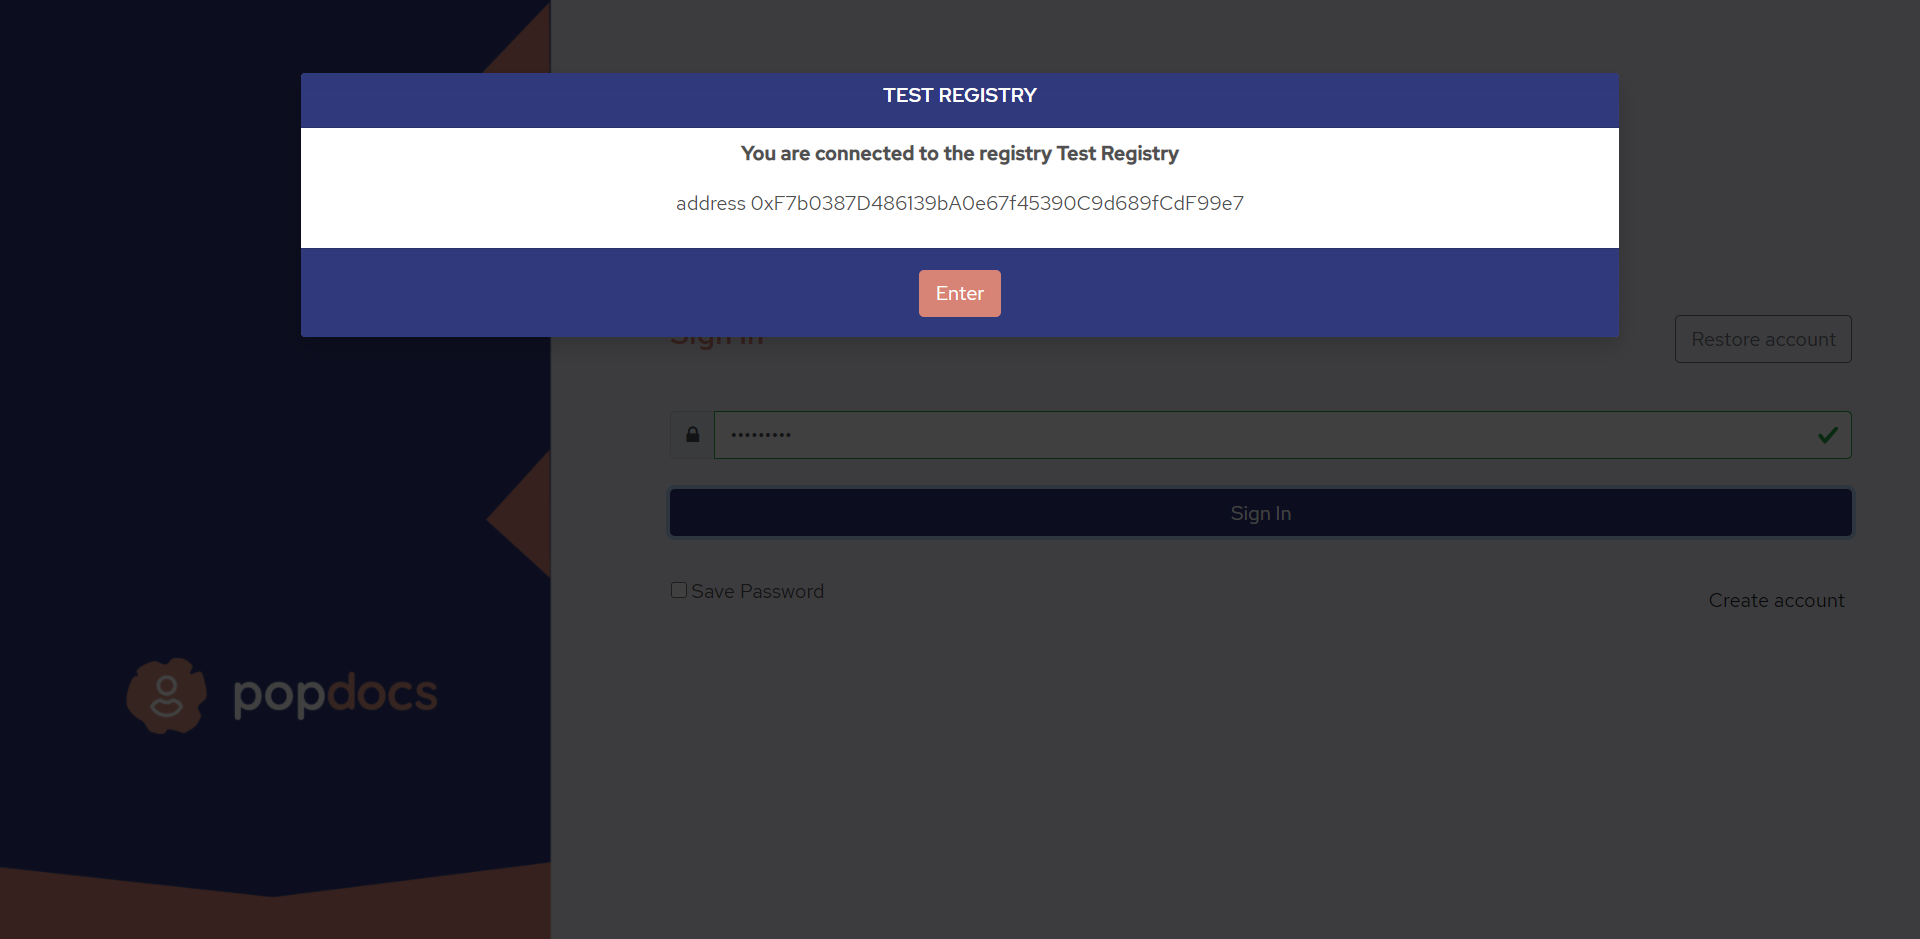 TEST REGISTRY
You are connected to the registry Test Registry
address 0xF7b0387D486139bA0e67f45390C9d689fCdF99e7
Enter
Sign In
Restore account
•••••••••
Sign In
Save Password
Create account
popdocs